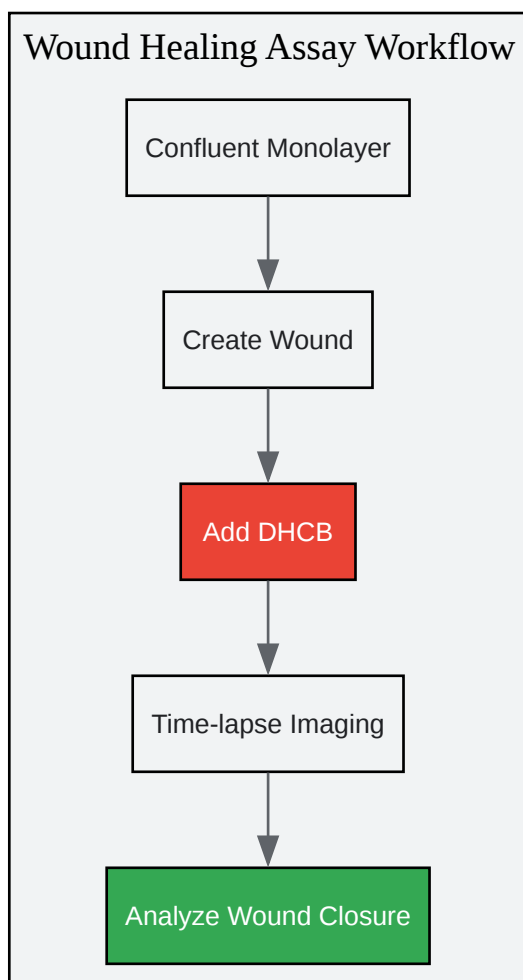 Wound Healing Assay Workflow
Confluent Monolayer
Create Wound
Add DHCB
Time-lapse Imaging
Analyze Wound Closure